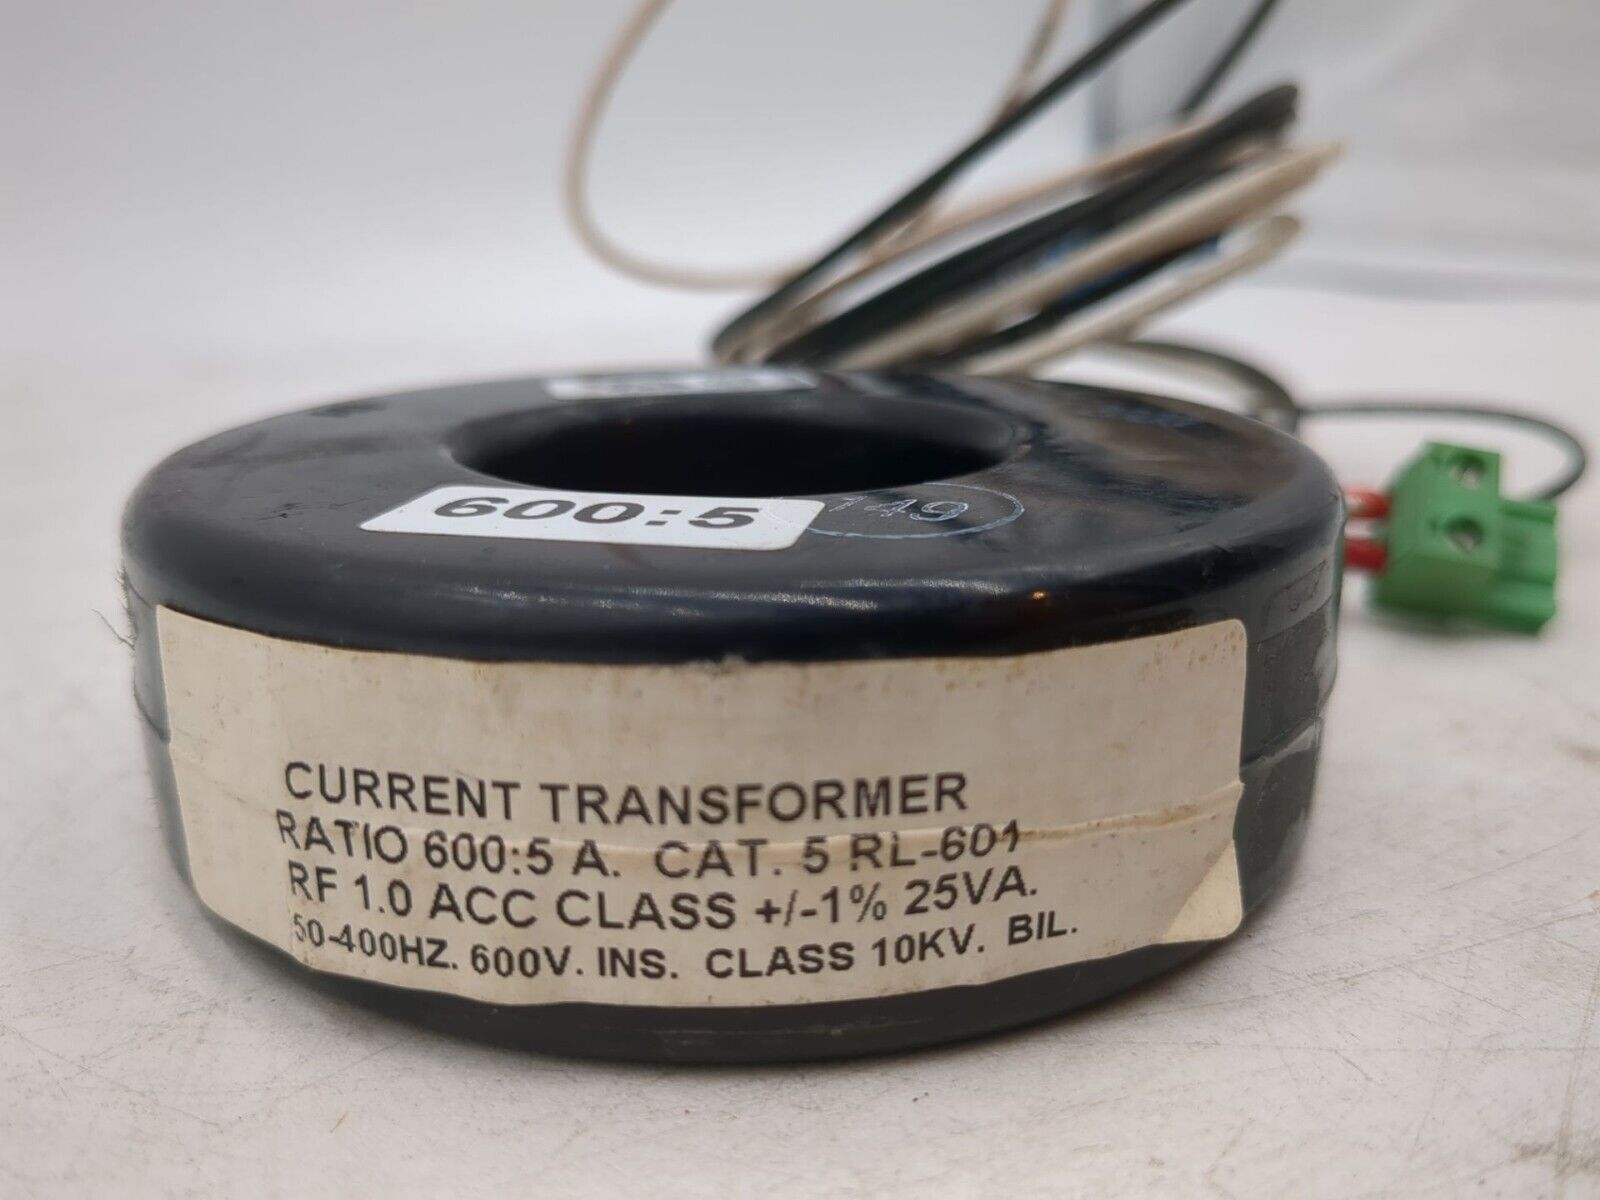 600:5
CURRENT TRANSFORMER
RATIO 600:5 A. CAT. 5 RL-601
RF 1.0 ACC CLASS +/-1% 25VA.
50-400HZ. 600V. INS. CLASS 10KV. BIL.